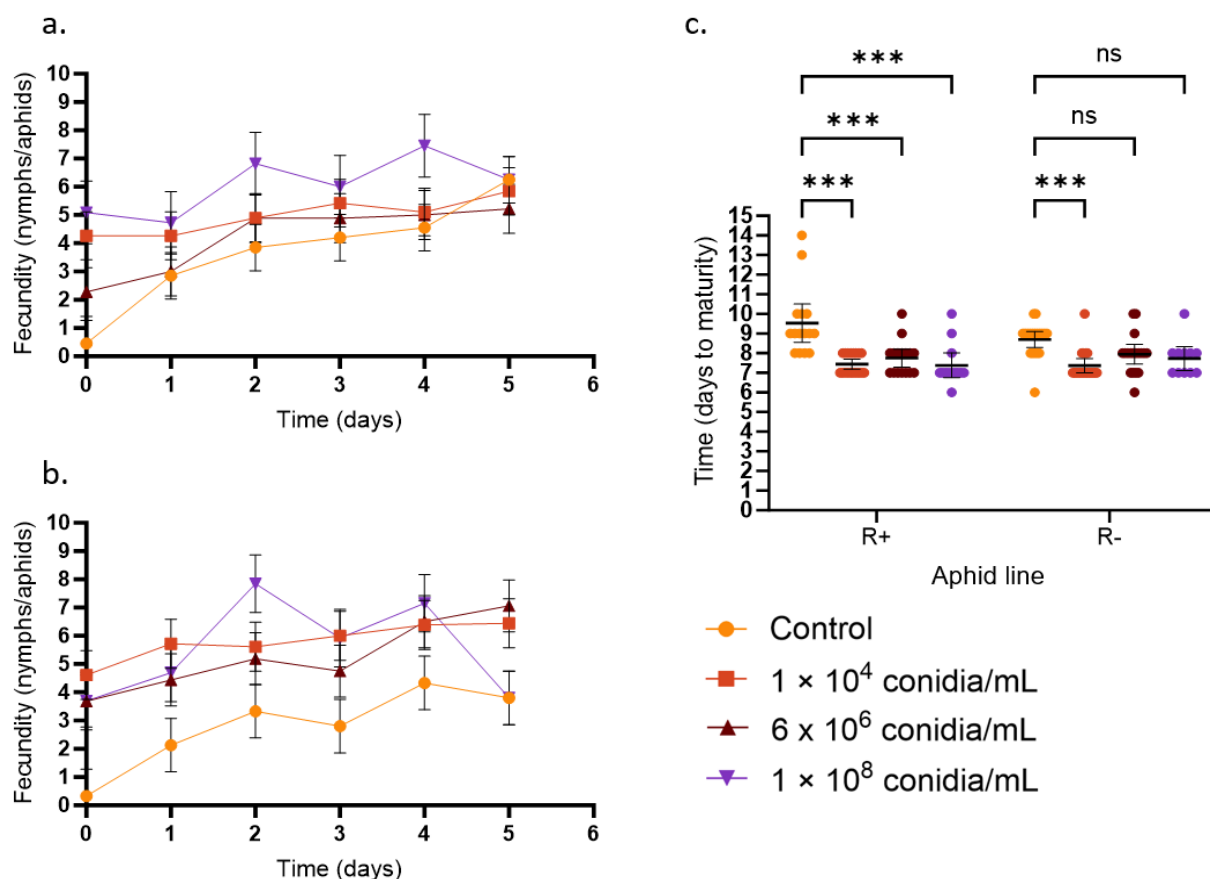 a.
Fecundity (nymphs/aphids)
10
9
8
7
6
5
4
3
2
1
0
0 1 2 3 4 5 6
Time (days)
b.
Fecundity (nymphs/aphids)
10
9
8
7
6
5
4
3
2
1
0
0 1 2 3 4 5 6
Time (days)
c.
*** ns
*** ns
*** ***
Time (days to maturity)
15
14
13
12
11
10
9
8
7
6
5
4
3
2
1
0
R+ R-
Aphid line
Control
1 × 10⁴ conidia/mL
6 x 10⁶ conidia/mL
1 × 10⁸ conidia/mL